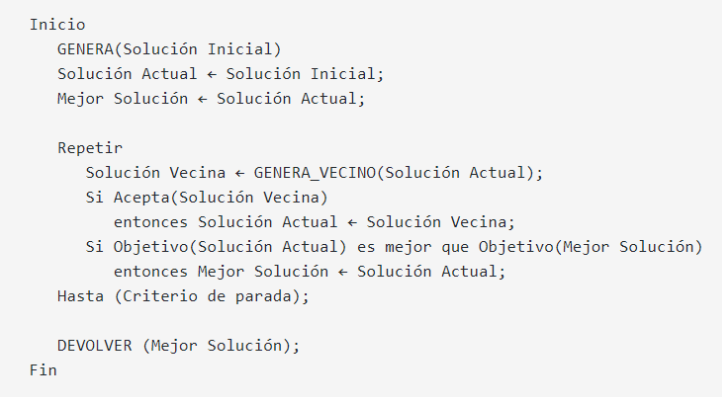 Inicio
GENERA(Solución Inicial)
Solución Actual ← Solución Inicial;
Mejor Solución ← Solución Actual;
Repetir
Solución Vecina ← GENERA_VECINO(Solución Actual);
Si Acepta(Solución Vecina)
entonces Solución Actual ← Solución Vecina;
Si Objetivo(Solución Actual) es mejor que Objetivo(Mejor Solución)
entonces Mejor Solución ← Solución Actual;
Hasta (Criterio de parada);
DEVOLVER (Mejor Solución);
Fin